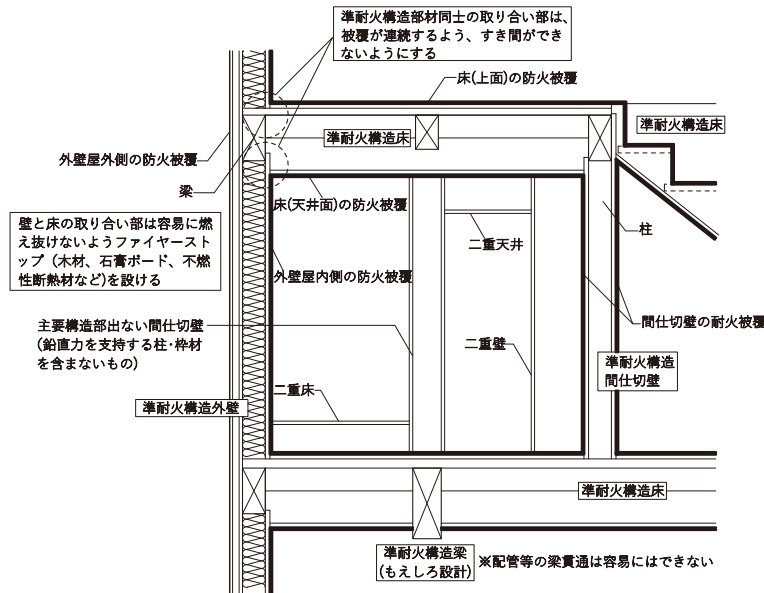 準耐火構造部材同士の取り合い部は、
被覆が連続するよう、すき間ができ
ないようにする
床(上面)の防火被覆
準耐火構造床
準耐火構造床
外壁屋外側の防火被覆
梁
床(天井面)の防火被覆
壁と床の取り合い部は容易に燃
え抜けないようファイヤースト
ップ (木材、石膏ボード、不燃
性断熱材など)を設ける
二重天井
柱
外壁屋内側の防火被覆
主要構造部出ない間仕切壁
(鉛直力を支持する柱・枠材
を含まないもの)
間仕切壁の耐火被覆
二重壁
準耐火構造
間仕切壁
二重床
準耐火構造外壁
準耐火構造床
準耐火構造梁
(もえしろ設計)
※配管等の梁貫通は容易にはできない